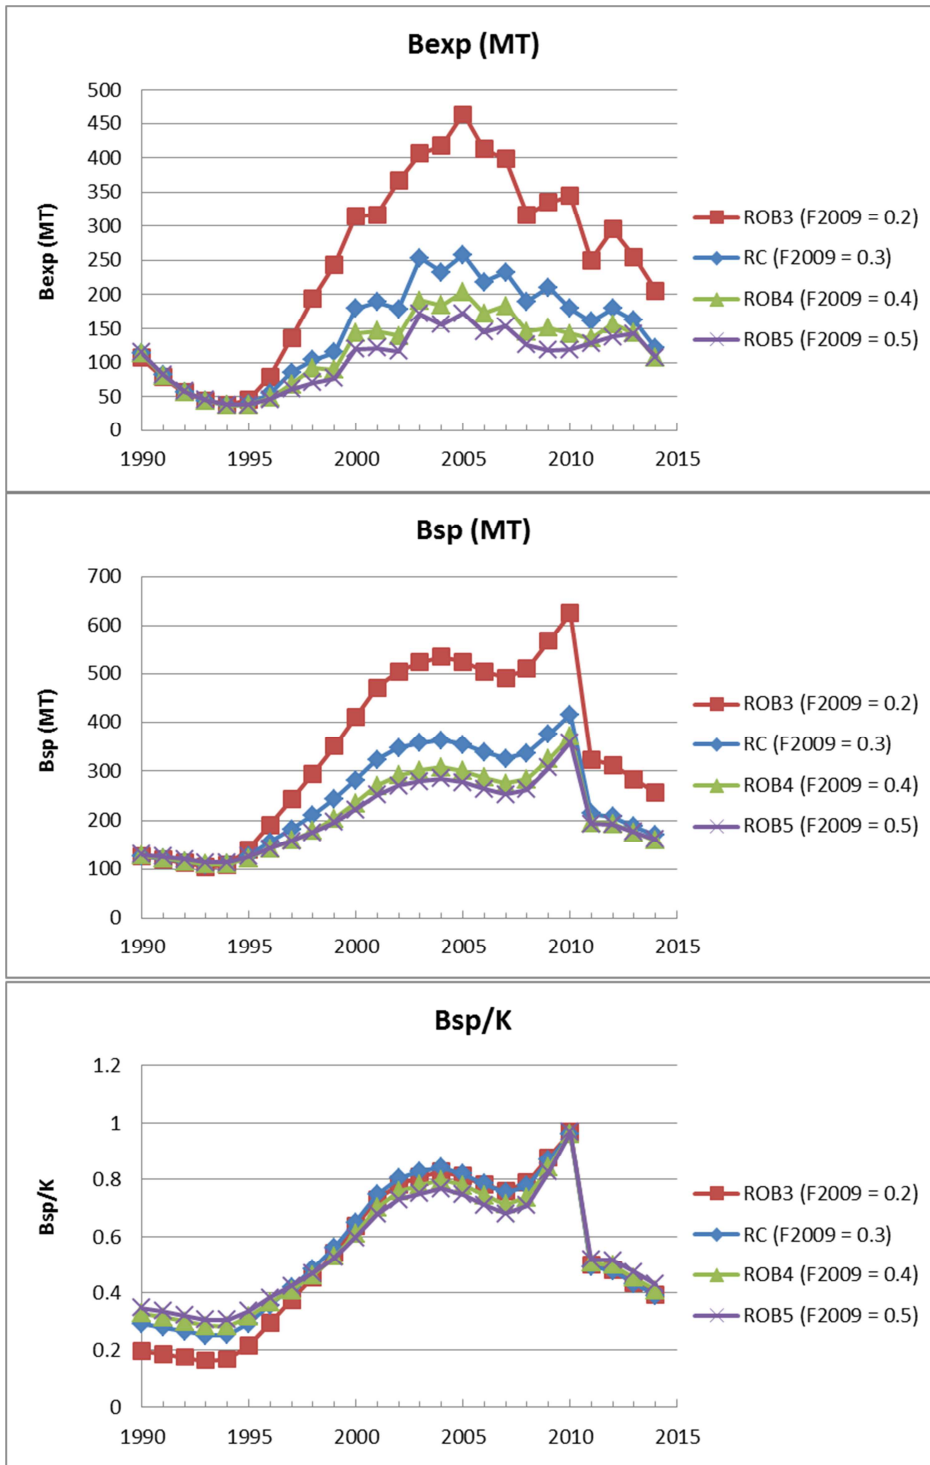 Bexp (MT)
Bexp (MT)
500
450
400
350
300
250
200
150
100
50
0
1990
1995
2000
2005
2010
2015
ROB3 (F2009 = 0.2)
RC (F2009 = 0.3)
ROB4 (F2009 = 0.4)
ROB5 (F2009 = 0.5)
Bsp (MT)
Bsp (MT)
700
600
500
400
300
200
100
0
1990
1995
2000
2005
2010
2015
ROB3 (F2009 = 0.2)
RC (F2009 = 0.3)
ROB4 (F2009 = 0.4)
ROB5 (F2009 = 0.5)
Bsp/K
Bsp/K
1.2
1
0.8
0.6
0.4
0.2
0
1990
1995
2000
2005
2010
2015
ROB3 (F2009 = 0.2)
RC (F2009 = 0.3)
ROB4 (F2009 = 0.4)
ROB5 (F2009 = 0.5)